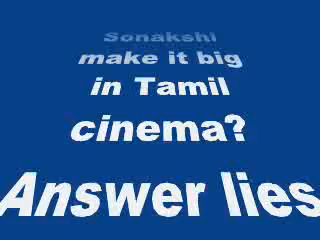 Sonakshi
make it big
in Tamil
cinema?
Answer lies